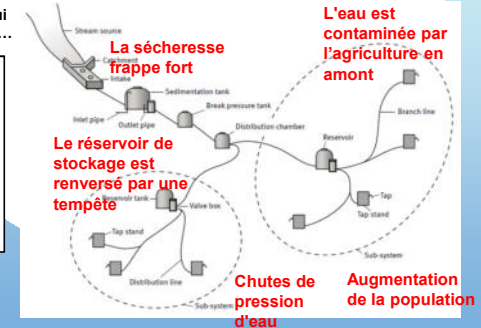 ui
…
L'eau est
contaminée par
l'agriculture en
amont
Stream source
La sécheresse
frappe fort
Catchment
Intake
Sedimentation tank
Break pressure tank
Inlet pipe
Outlet pipe
Distribution chamber
Branch line
Reservoir
Le réservoir de
stockage est
renversé par une
tempête
Reservoir tank
Valve box
Tap
Tap stand
Tap stand
Sub-system
Distribution line
Sub-system
Chutes de
pression
d'eau
Augmentation
de la population